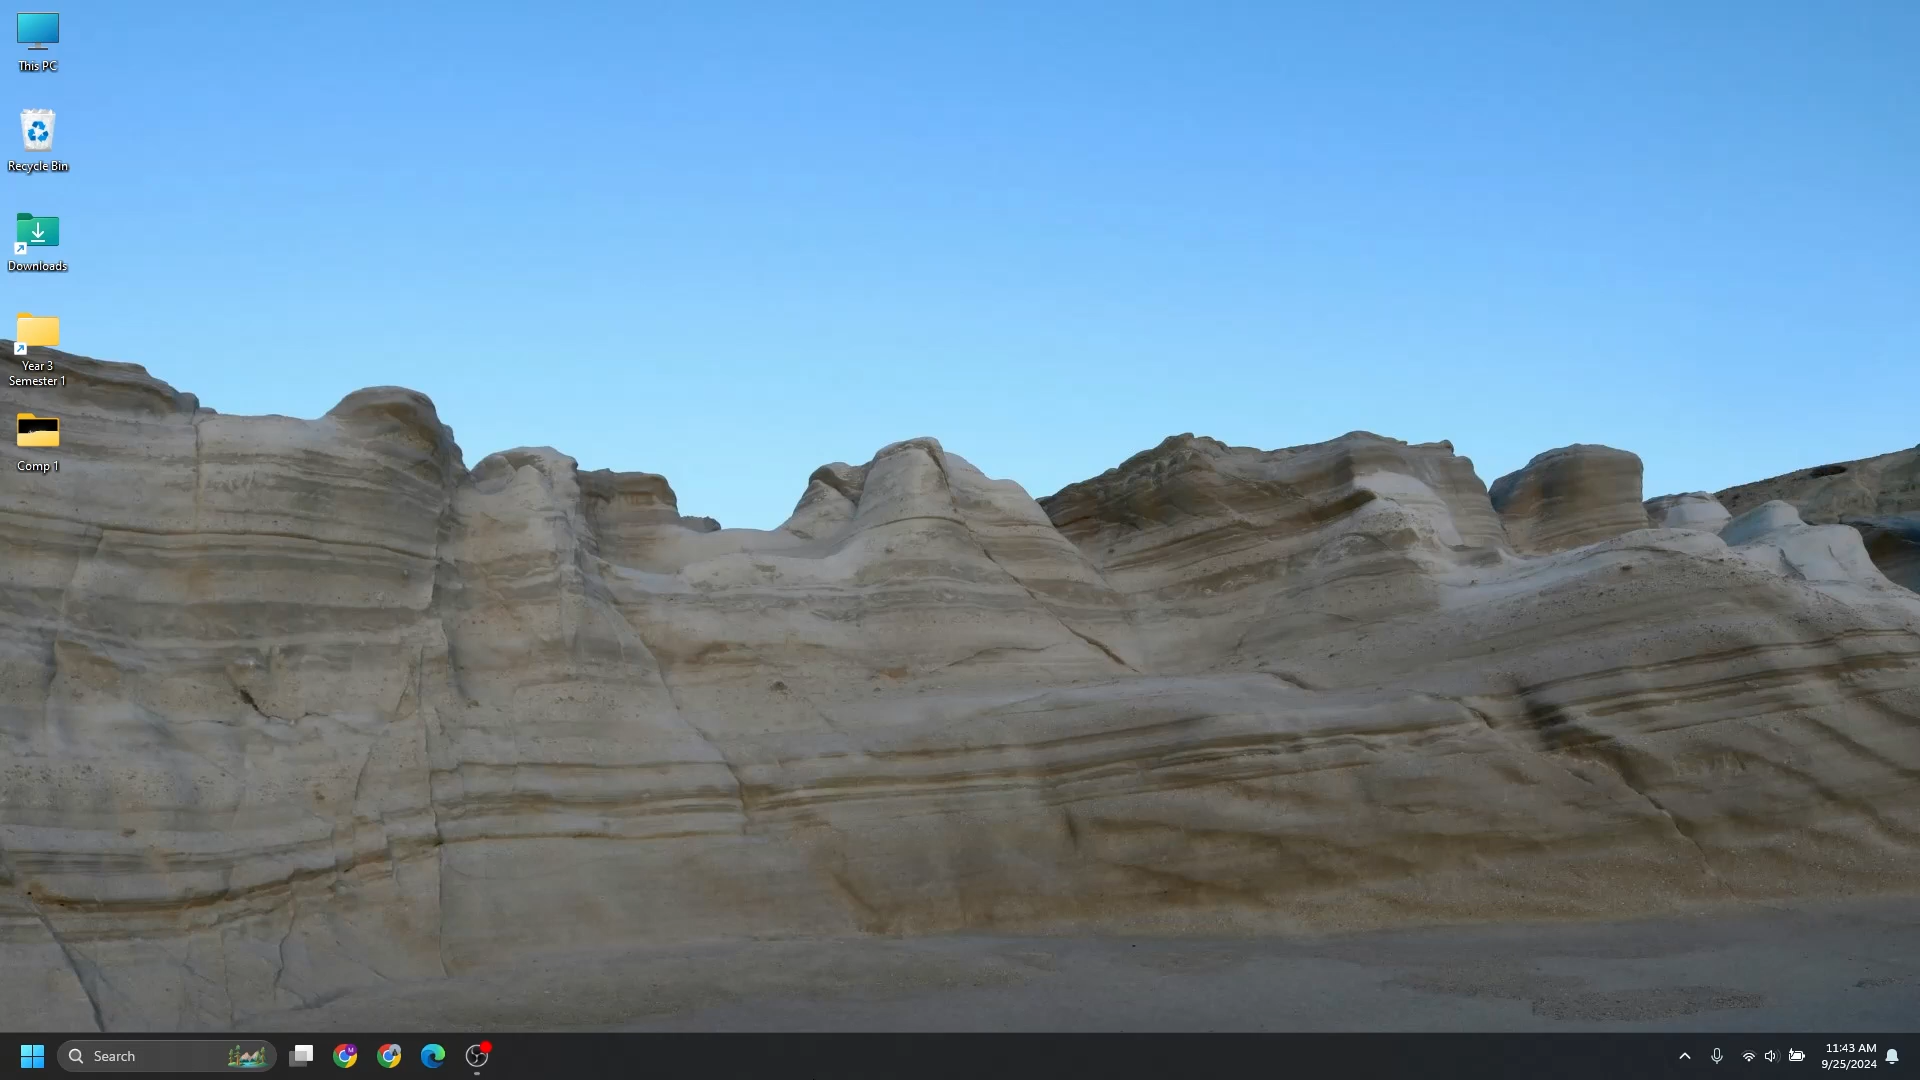 This PC
Recycle Bin
Downloads
Year 3
Semester 1
Comp 1
Search
11:43 AM
9/25/2024